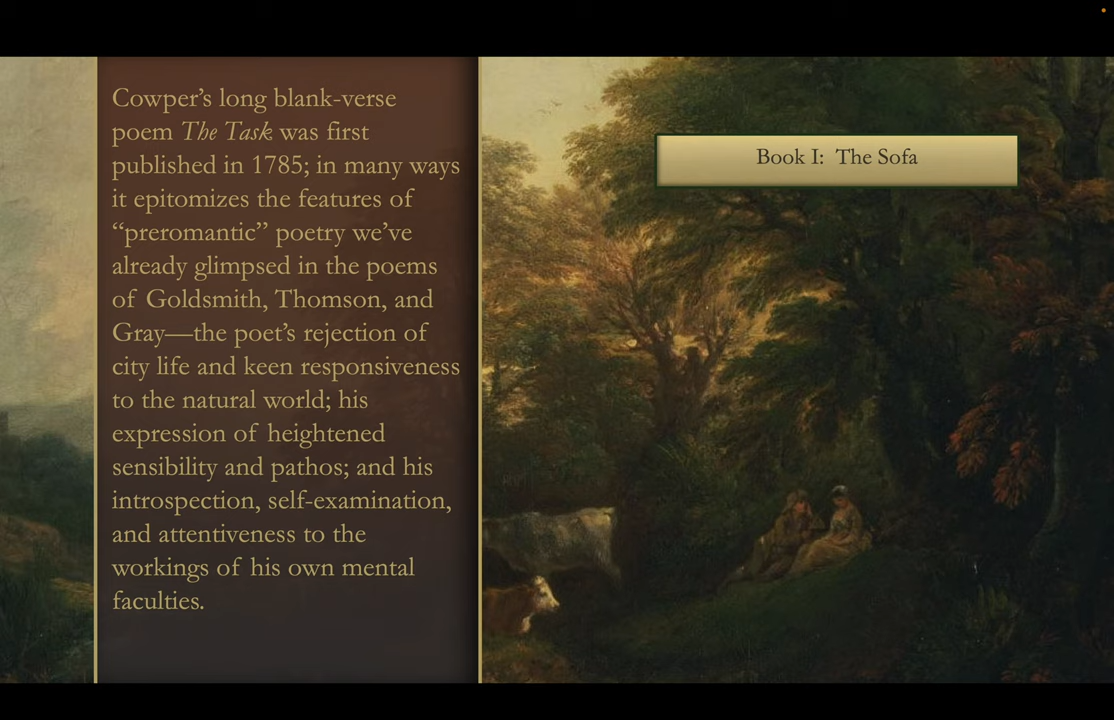 Cowper’s long blank-verse
poem The Task was first
published in 1785; in many ways
it epitomizes the features of
“preromantic” poetry we’ve
already glimpsed in the poems
of Goldsmith, Thomson, and
Gray—the poet’s rejection of
city life and keen responsiveness
to the natural world; his
expression of heightened
sensibility and pathos; and his
introspection, self-examination,
and attentiveness to the
workings of his own mental
faculties.
Book I: The Sofa